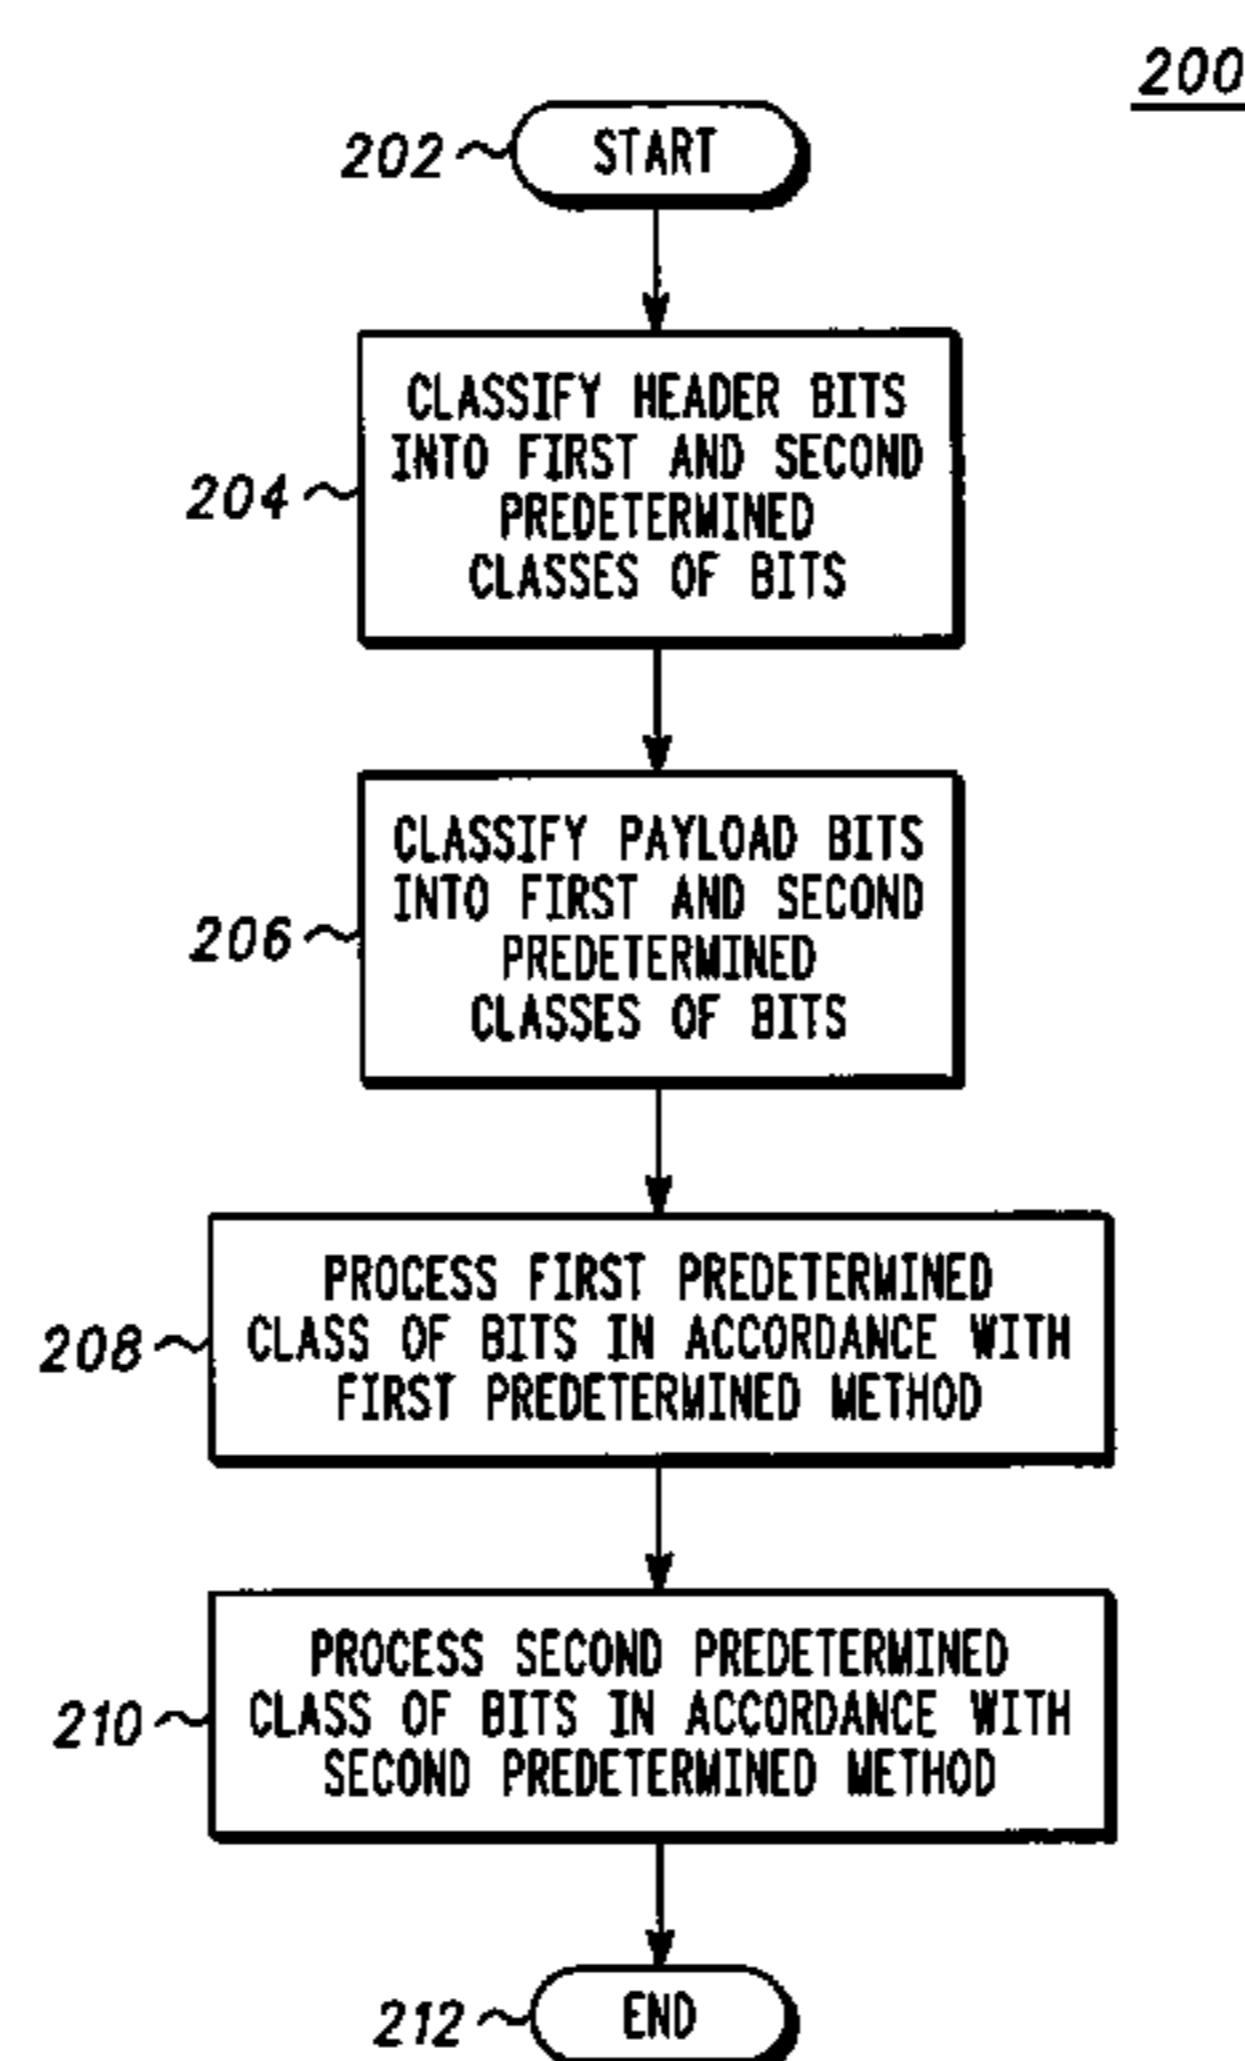 200
202
START
CLASSIFY HEADER BITS
INTO FIRST AND SECOND
PREDETERMINED
CLASSES OF BITS
204
CLASSIFY PAYLOAD BITS
INTO FIRST AND SECOND
PREDETERMINED
CLASSES OF BITS
206
PROCESS FIRST PREDETERMINED
CLASS OF BITS IN ACCORDANCE WITH
FIRST PREDETERMINED METHOD
208
PROCESS SECOND PREDETERMINED
CLASS OF BITS IN ACCORDANCE WITH
SECOND PREDETERMINED METHOD
210
END
212